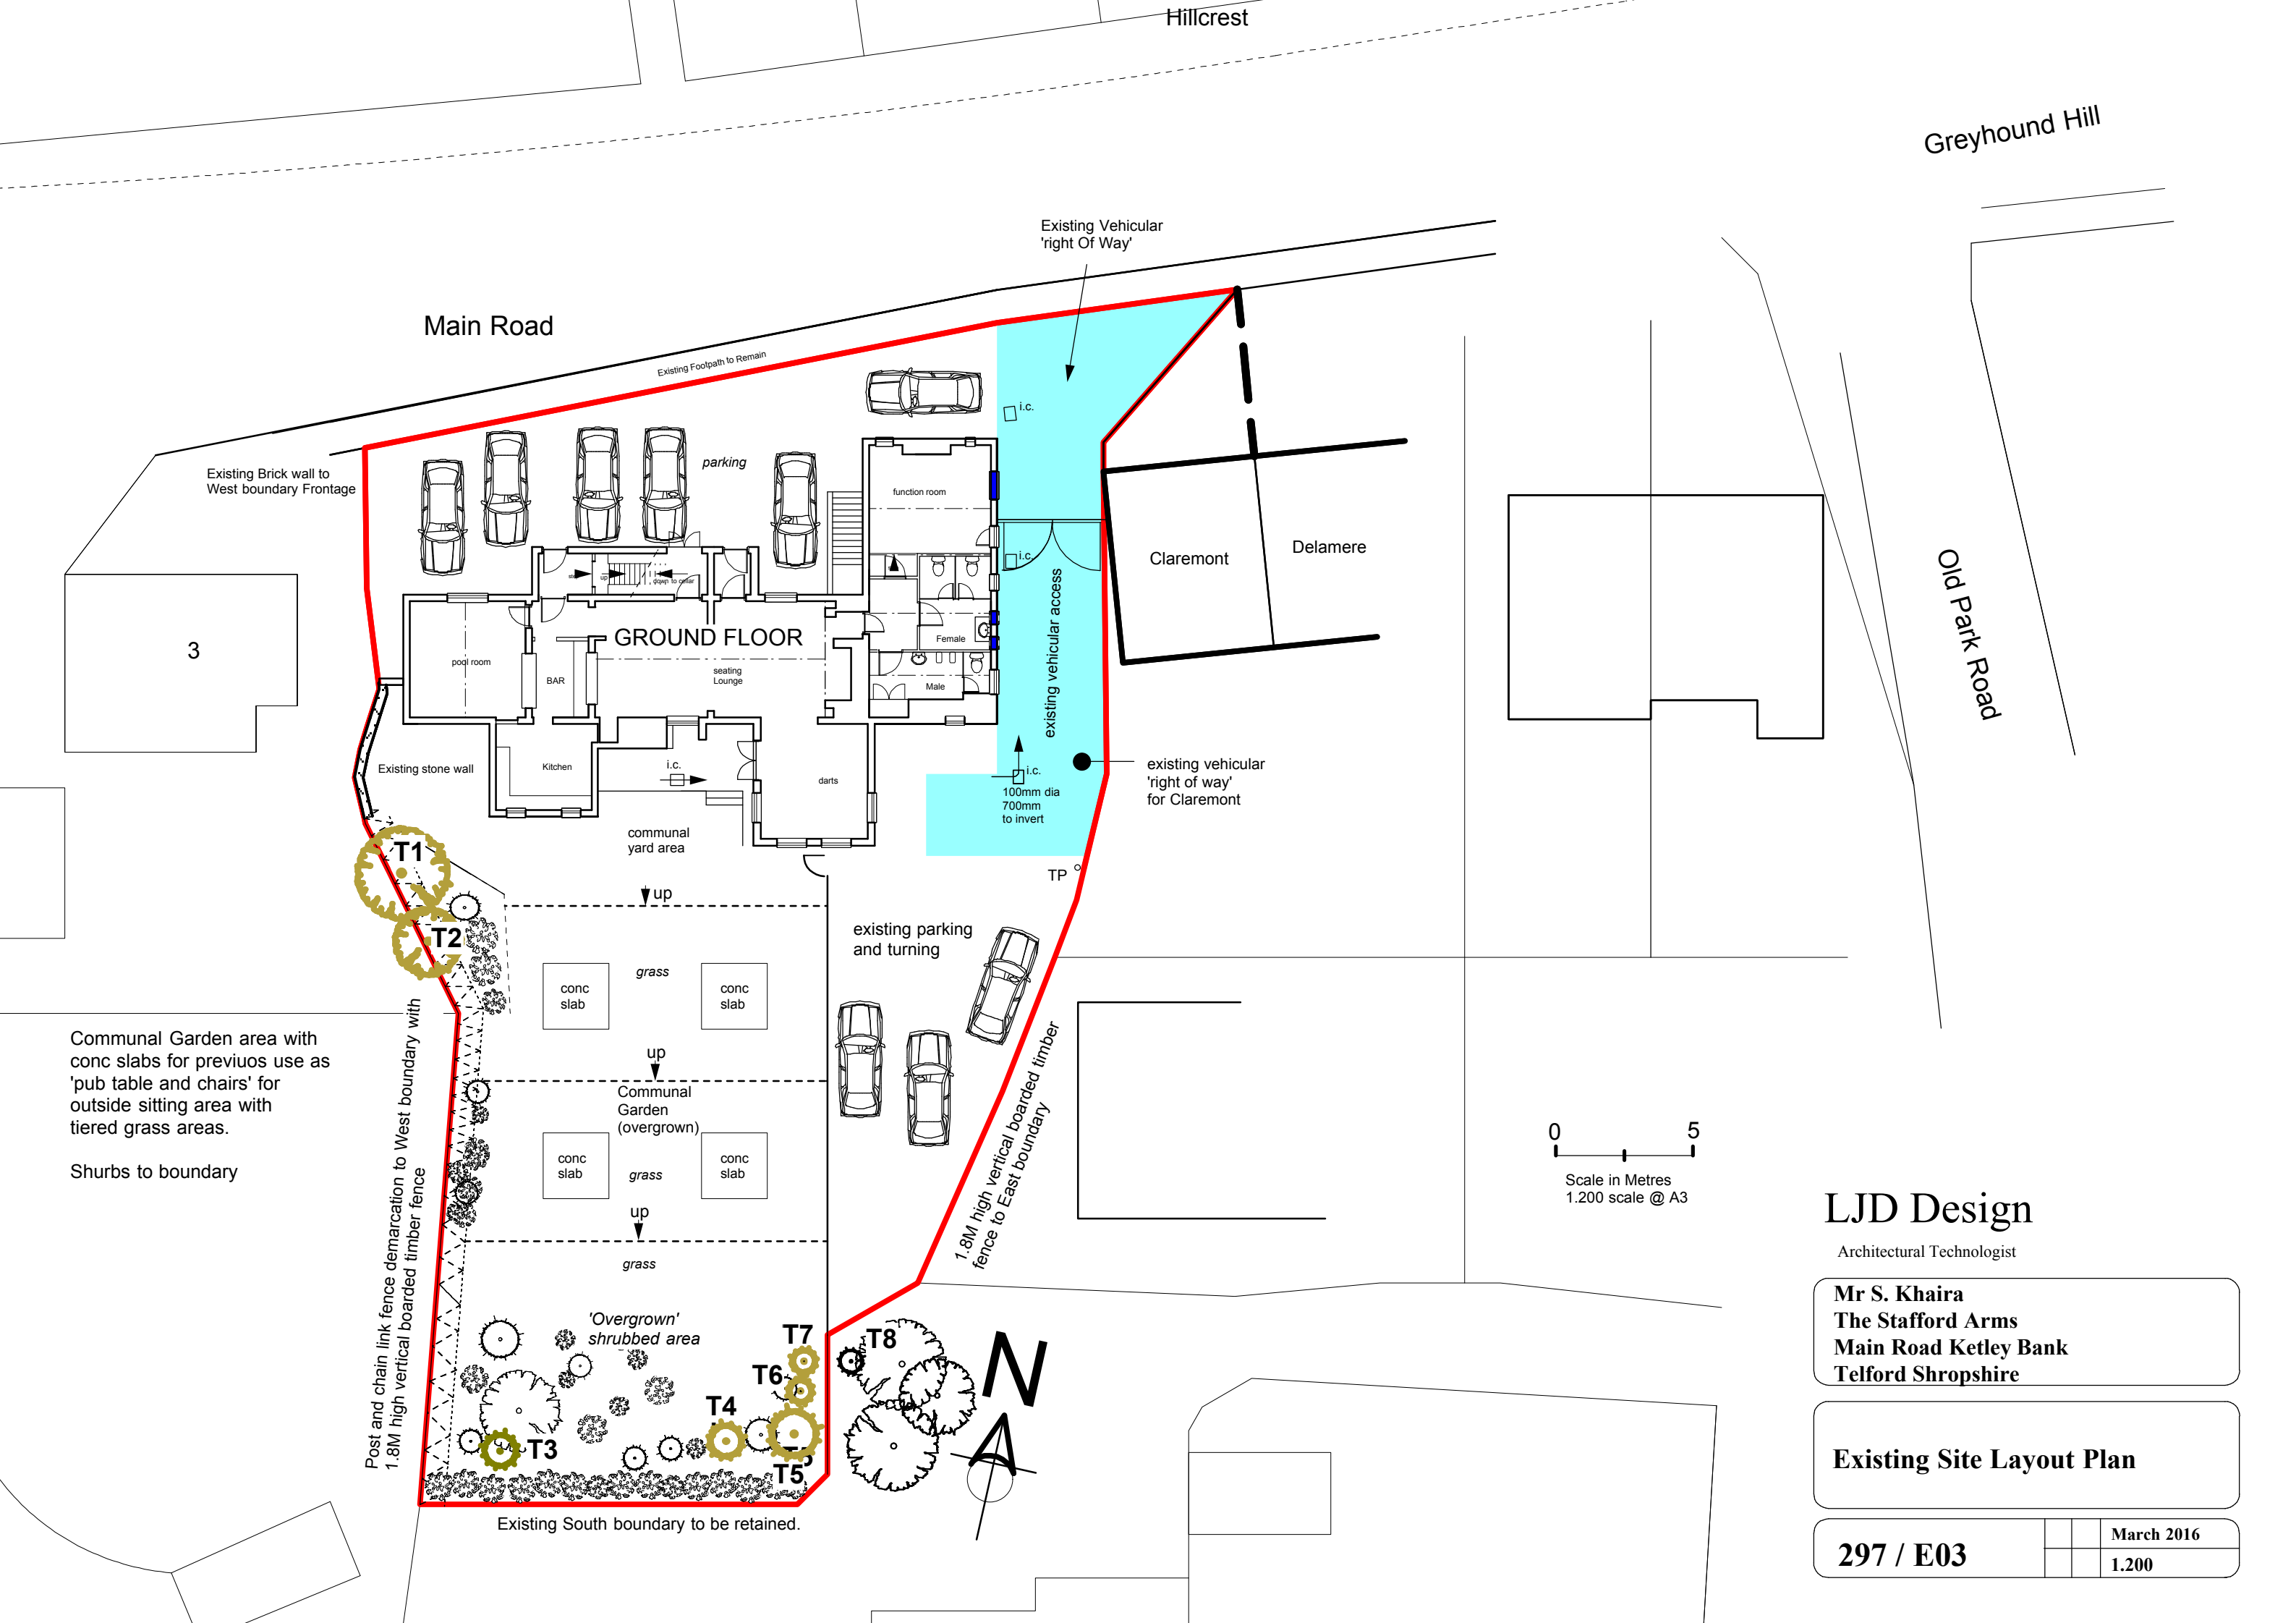 Hillcrest
Greyhound Hill
Existing Vehicular
'right Of Way'
Main Road
Existing Footpath to Remain
i.c.
Existing Brick wall to
West boundary Frontage
parking
function room
i.c.
up
down to cellar
Claremont
Delamere
Old Park Road
existing vehicular access
3
GROUND FLOOR
Female
pool room
seating
Lounge
BAR
Male
Existing stone wall
Kitchen
i.c.
darts
i.c.
100mm dia
700mm
to invert
existing vehicular
'right of way'
for Claremont
communal
yard area
T1
TP
up
T2
existing parking
and turning
grass
conc
slab
conc
slab
Communal Garden area with
conc slabs for previuos use as
'pub table and chairs' for
outside sitting area with
tiered grass areas.
Shurbs to boundary
Post and chain link fence demarcation to West boundary with
1.8M high vertical boarded timber fence
up
Communal
Garden
(overgrown)
conc
slab
conc
slab
grass
up
grass
1.8M high vertical boarded timber
fence to East boundary
0
5
Scale in Metres
1.200 scale @ A3
'Overgrown'
shrubbed area
T7
T8
T6
T4
T3
T5
N
Existing South boundary to be retained.
LJD Design
Architectural Technologist
Mr S. Khaira
The Stafford Arms
Main Road Ketley Bank
Telford Shropshire
Existing Site Layout Plan
297 / E03
March 2016
1.200